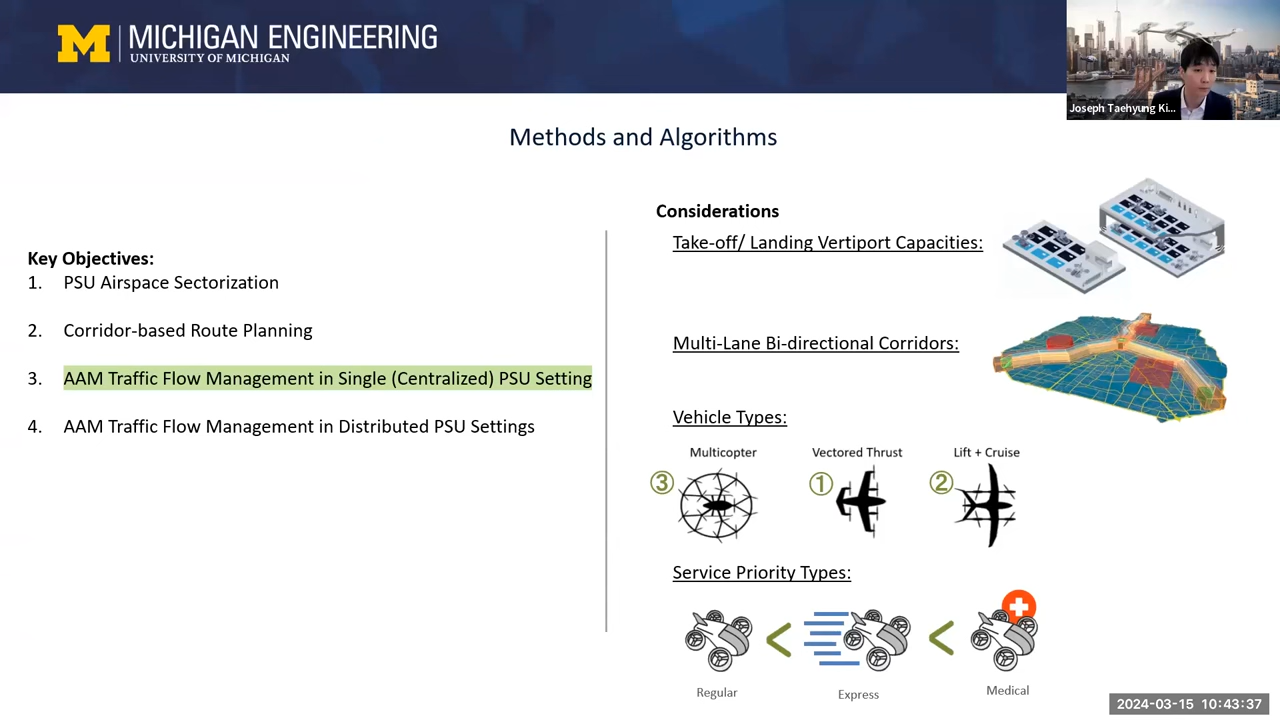 M
MICHIGAN ENGINEERING
UNIVERSITY OF MICHIGAN
Joseph Taehyung Ki...
Methods and Algorithms
Key Objectives:
1. PSU Airspace Sectorization
2. Corridor-based Route Planning
3. AAM Traffic Flow Management in Single (Centralized) PSU Setting
4. AAM Traffic Flow Management in Distributed PSU Settings
Considerations
Take-off/ Landing Vertiport Capacities:
Multi-Lane Bi-directional Corridors:
Vehicle Types:
Multicopter Vectored Thrust Lift + Cruise
③ ① ②
Service Priority Types:
< <
Regular Express Medical
2024-03-15 10:43:37